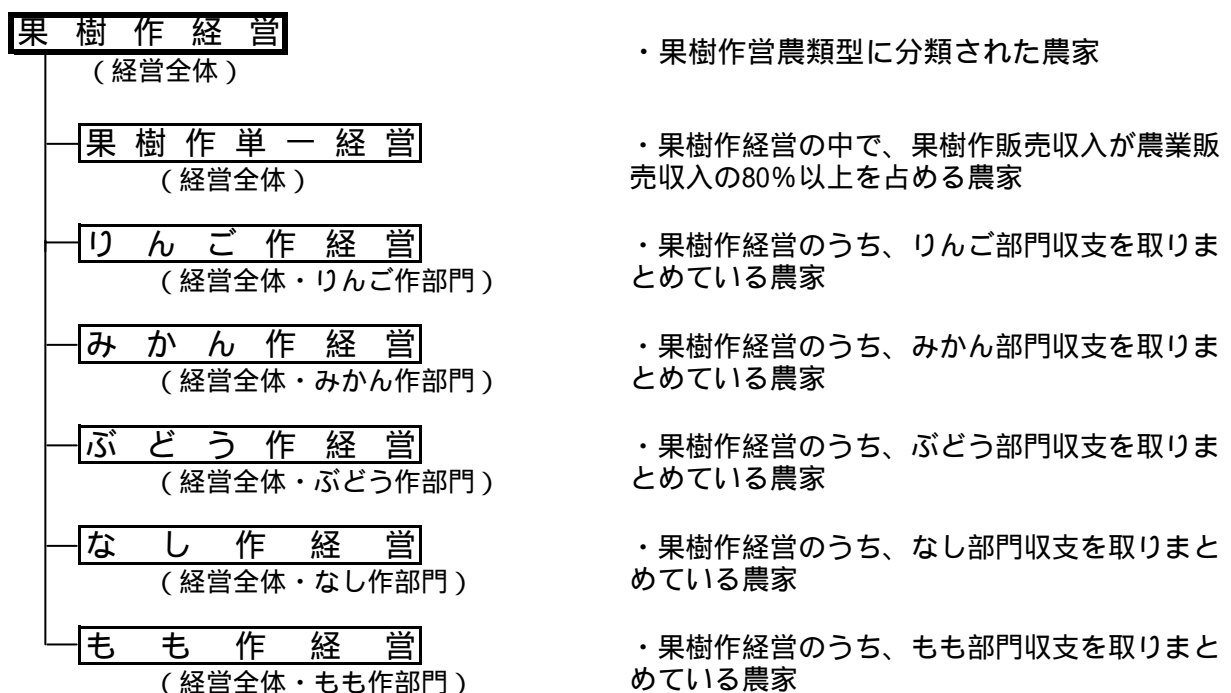 果樹作経営
（経営全体）
・果樹作営農類型に分類された農家
果樹作単一経営
（経営全体）
・果樹作経営の中で、果樹作販売収入が農業販
売収入の80％以上を占める農家
りんご作経営
（経営全体・りんご作部門）
・果樹作経営のうち、りんご部門収支を取りま
とめている農家
みかん作経営
（経営全体・みかん作部門）
・果樹作経営のうち、みかん部門収支を取りま
とめている農家
ぶどう作経営
（経営全体・ぶどう作部門）
・果樹作経営のうち、ぶどう部門収支を取りま
とめている農家
なし作経営
（経営全体・なし作部門）
・果樹作経営のうち、なし部門収支を取りまと
めている農家
もも作経営
（経営全体・もも作部門）
・果樹作経営のうち、もも部門収支を取りまと
めている農家